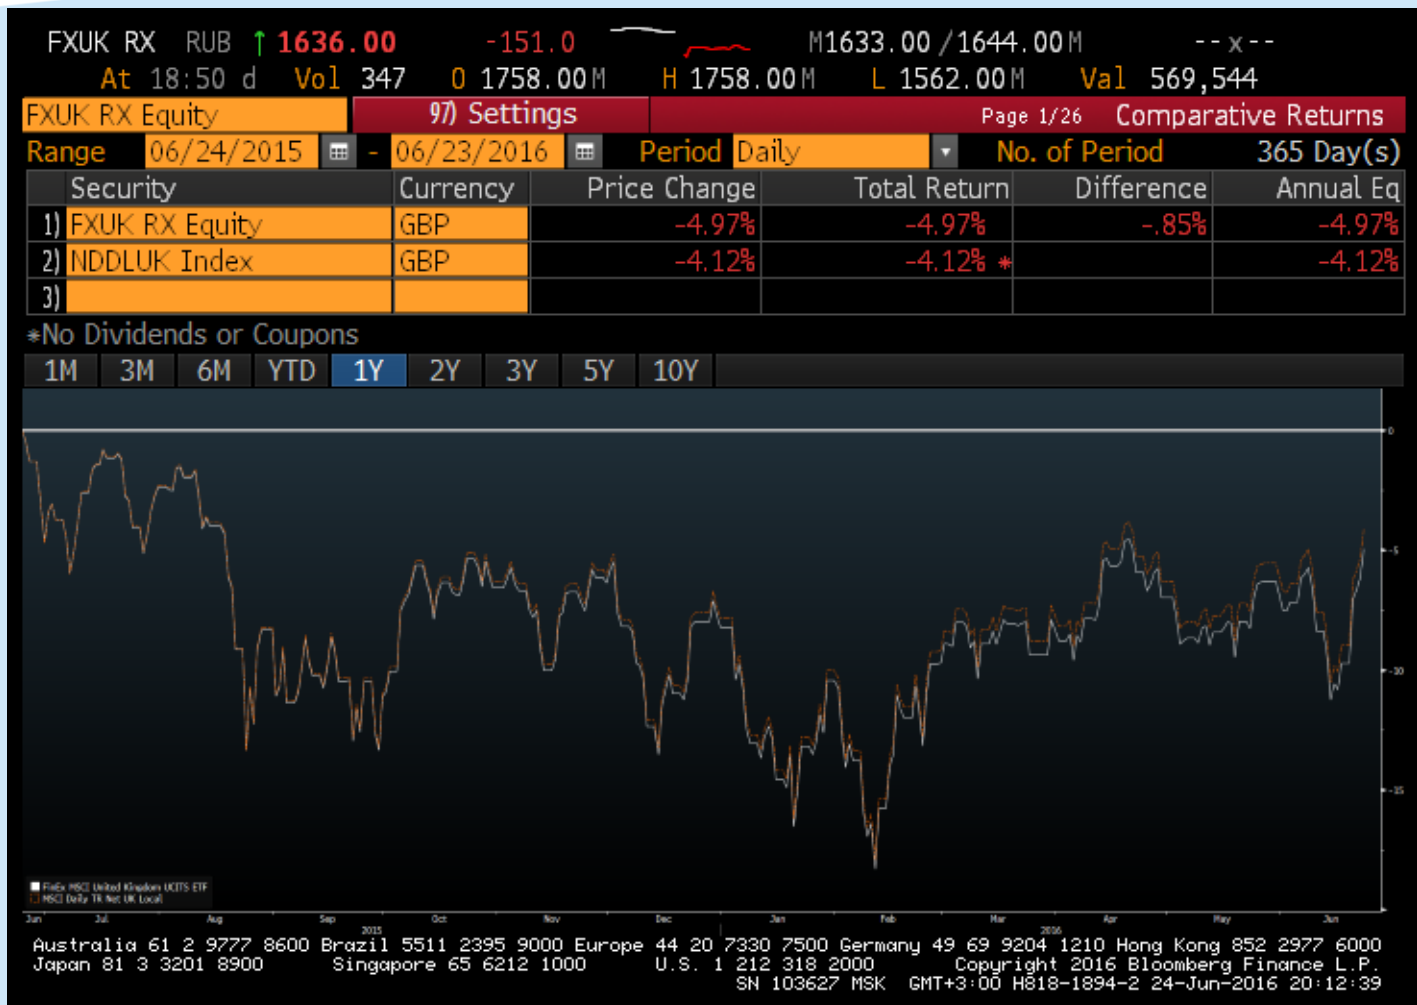 FXUK RX RUB ↑ 1636.00 -151.0 M1633.00 /1644.00M --x--
At 18:50 d Vol 347 O 1758.00M H 1758.00M L 1562.00M Val 569,544
FXUK RX Equity 97) Settings Page 1/26 Comparative Returns
Range 06/24/2015 - 06/23/2016 Period Daily No. of Period 365 Day(s)
Security Currency Price Change Total Return Difference Annual Eq
1) FXUK RX Equity GBP -4.97% -4.97% -.85% -4.97%
2) NDDLUK Index GBP -4.12% -4.12% * -4.12%
3)
*No Dividends or Coupons
1M 3M 6M YTD 1Y 2Y 3Y 5Y 10Y
0
-5
-10
-15
FinEx MSCI United Kingdom UCITS ETF
MSCI Daily TR Net UK Local
Jun Jul Aug Sep Oct Nov Dec Jan Feb Mar Apr May Jun
2015 2016
Australia 61 2 9777 8600 Brazil 5511 2395 9000 Europe 44 20 7330 7500 Germany 49 69 9204 1210 Hong Kong 852 2977 6000
Japan 81 3 3201 8900 Singapore 65 6212 1000 U.S. 1 212 318 2000 Copyright 2016 Bloomberg Finance L.P.
SN 103627 MSK GMT+3:00 H818-1894-2 24-Jun-2016 20:12:39